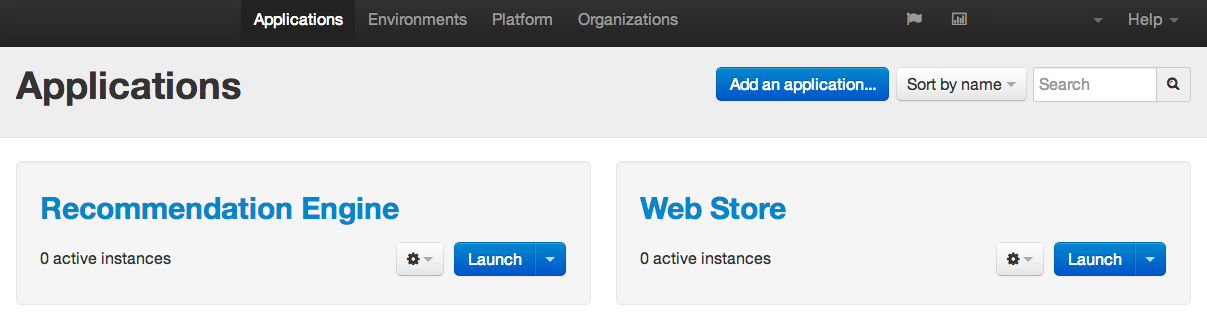 Applications Environments Platform Organizations Help
Applications Add an application... Sort by name Search
Recommendation Engine Web Store
0 active instances Launch 0 active instances Launch